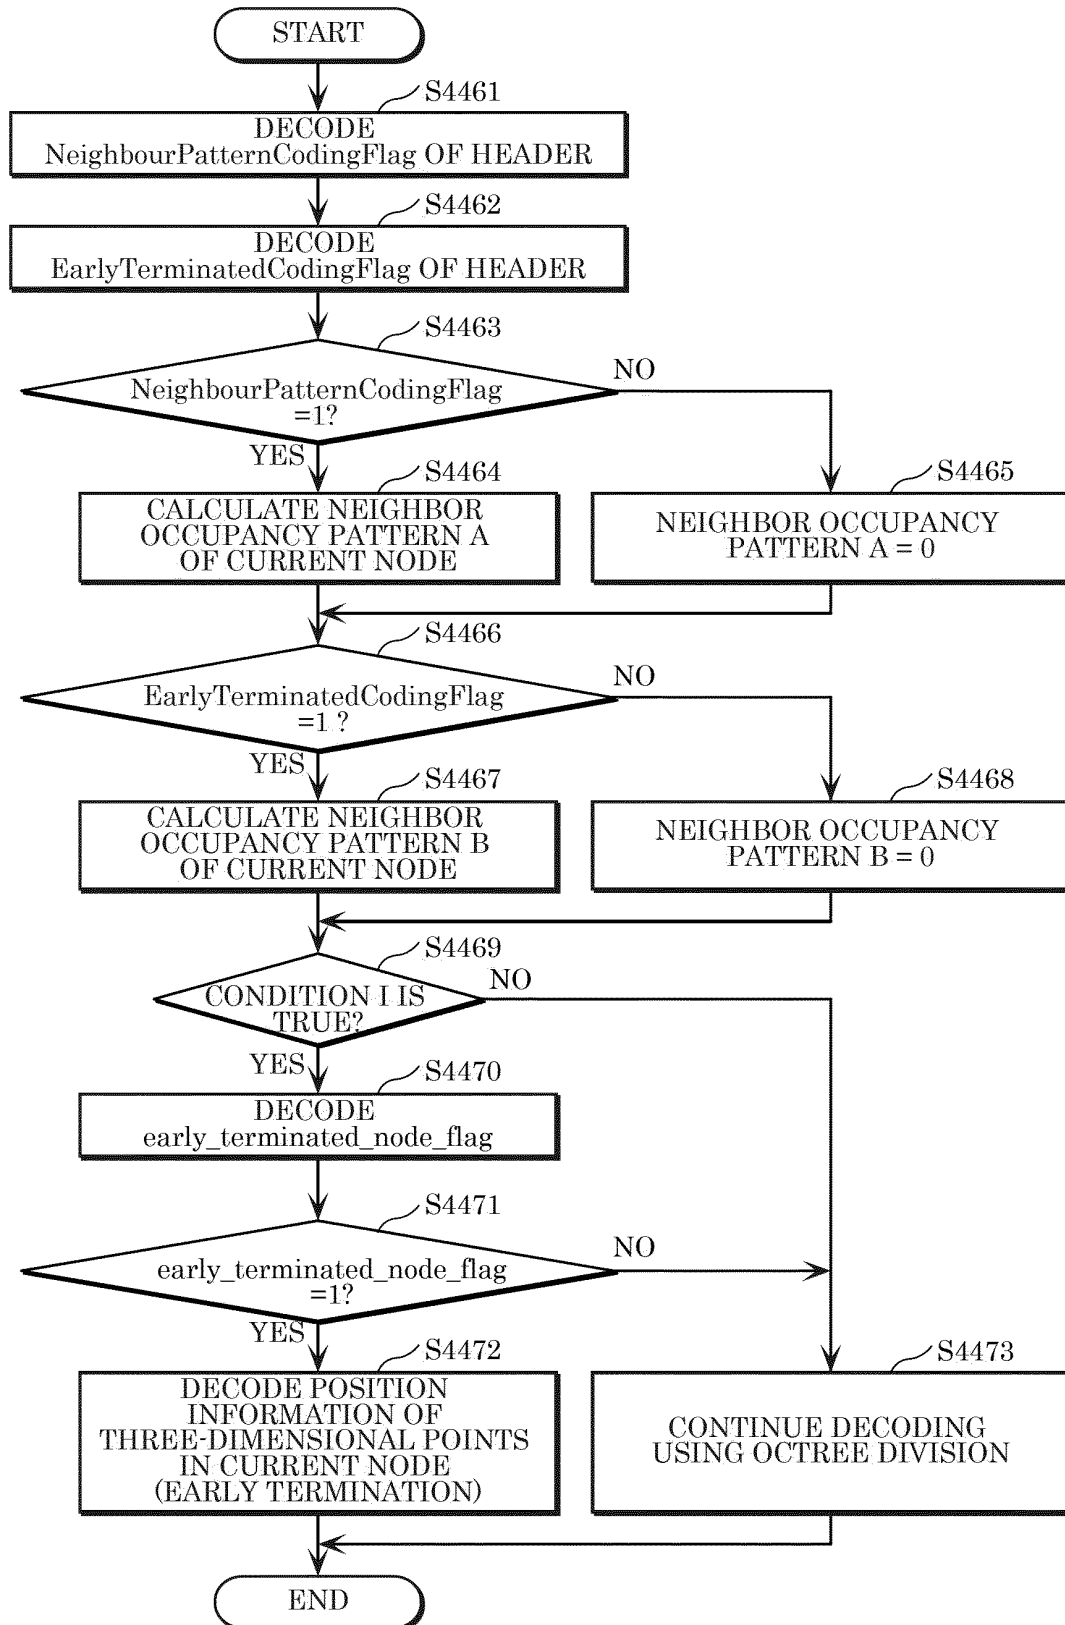 START
S4461
DECODE
NeighbourPatternCodingFlag OF HEADER
S4462
DECODE
EarlyTerminatedCodingFlag OF HEADER
S4463
NeighbourPatternCodingFlag
=1?
NO
YES
S4464
CALCULATE NEIGHBOR
OCCUPANCY PATTERN A
OF CURRENT NODE
S4465
NEIGHBOR OCCUPANCY
PATTERN A = 0
S4466
EarlyTerminatedCodingFlag
=1 ?
NO
YES
S4467
CALCULATE NEIGHBOR
OCCUPANCY PATTERN B
OF CURRENT NODE
S4468
NEIGHBOR OCCUPANCY
PATTERN B = 0
S4469
CONDITION I IS
TRUE?
NO
YES
S4470
DECODE
early_terminated_node_flag
S4471
early_terminated_node_flag
=1?
NO
YES
S4472
DECODE POSITION
INFORMATION OF
THREE-DIMENSIONAL POINTS
IN CURRENT NODE
(EARLY TERMINATION)
S4473
CONTINUE DECODING
USING OCTREE DIVISION
END